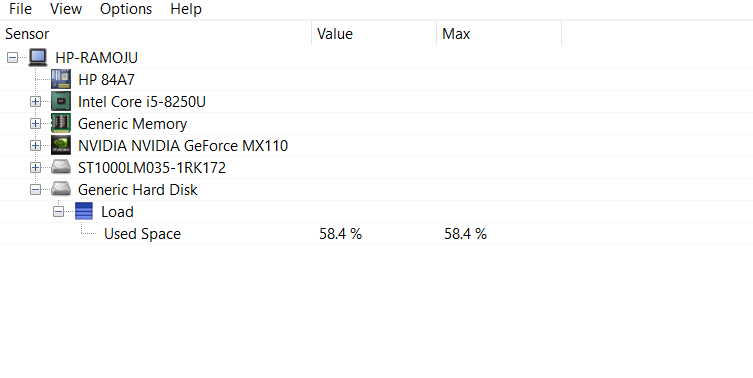 File View Options Help
Sensor Value Max
HP-RAMOJU
HP 84A7
Intel Core i5-8250U
Generic Memory
NVIDIA NVIDIA GeForce MX110
ST1000LM035-1RK172
Generic Hard Disk
Load
Used Space 58.4 % 58.4 %